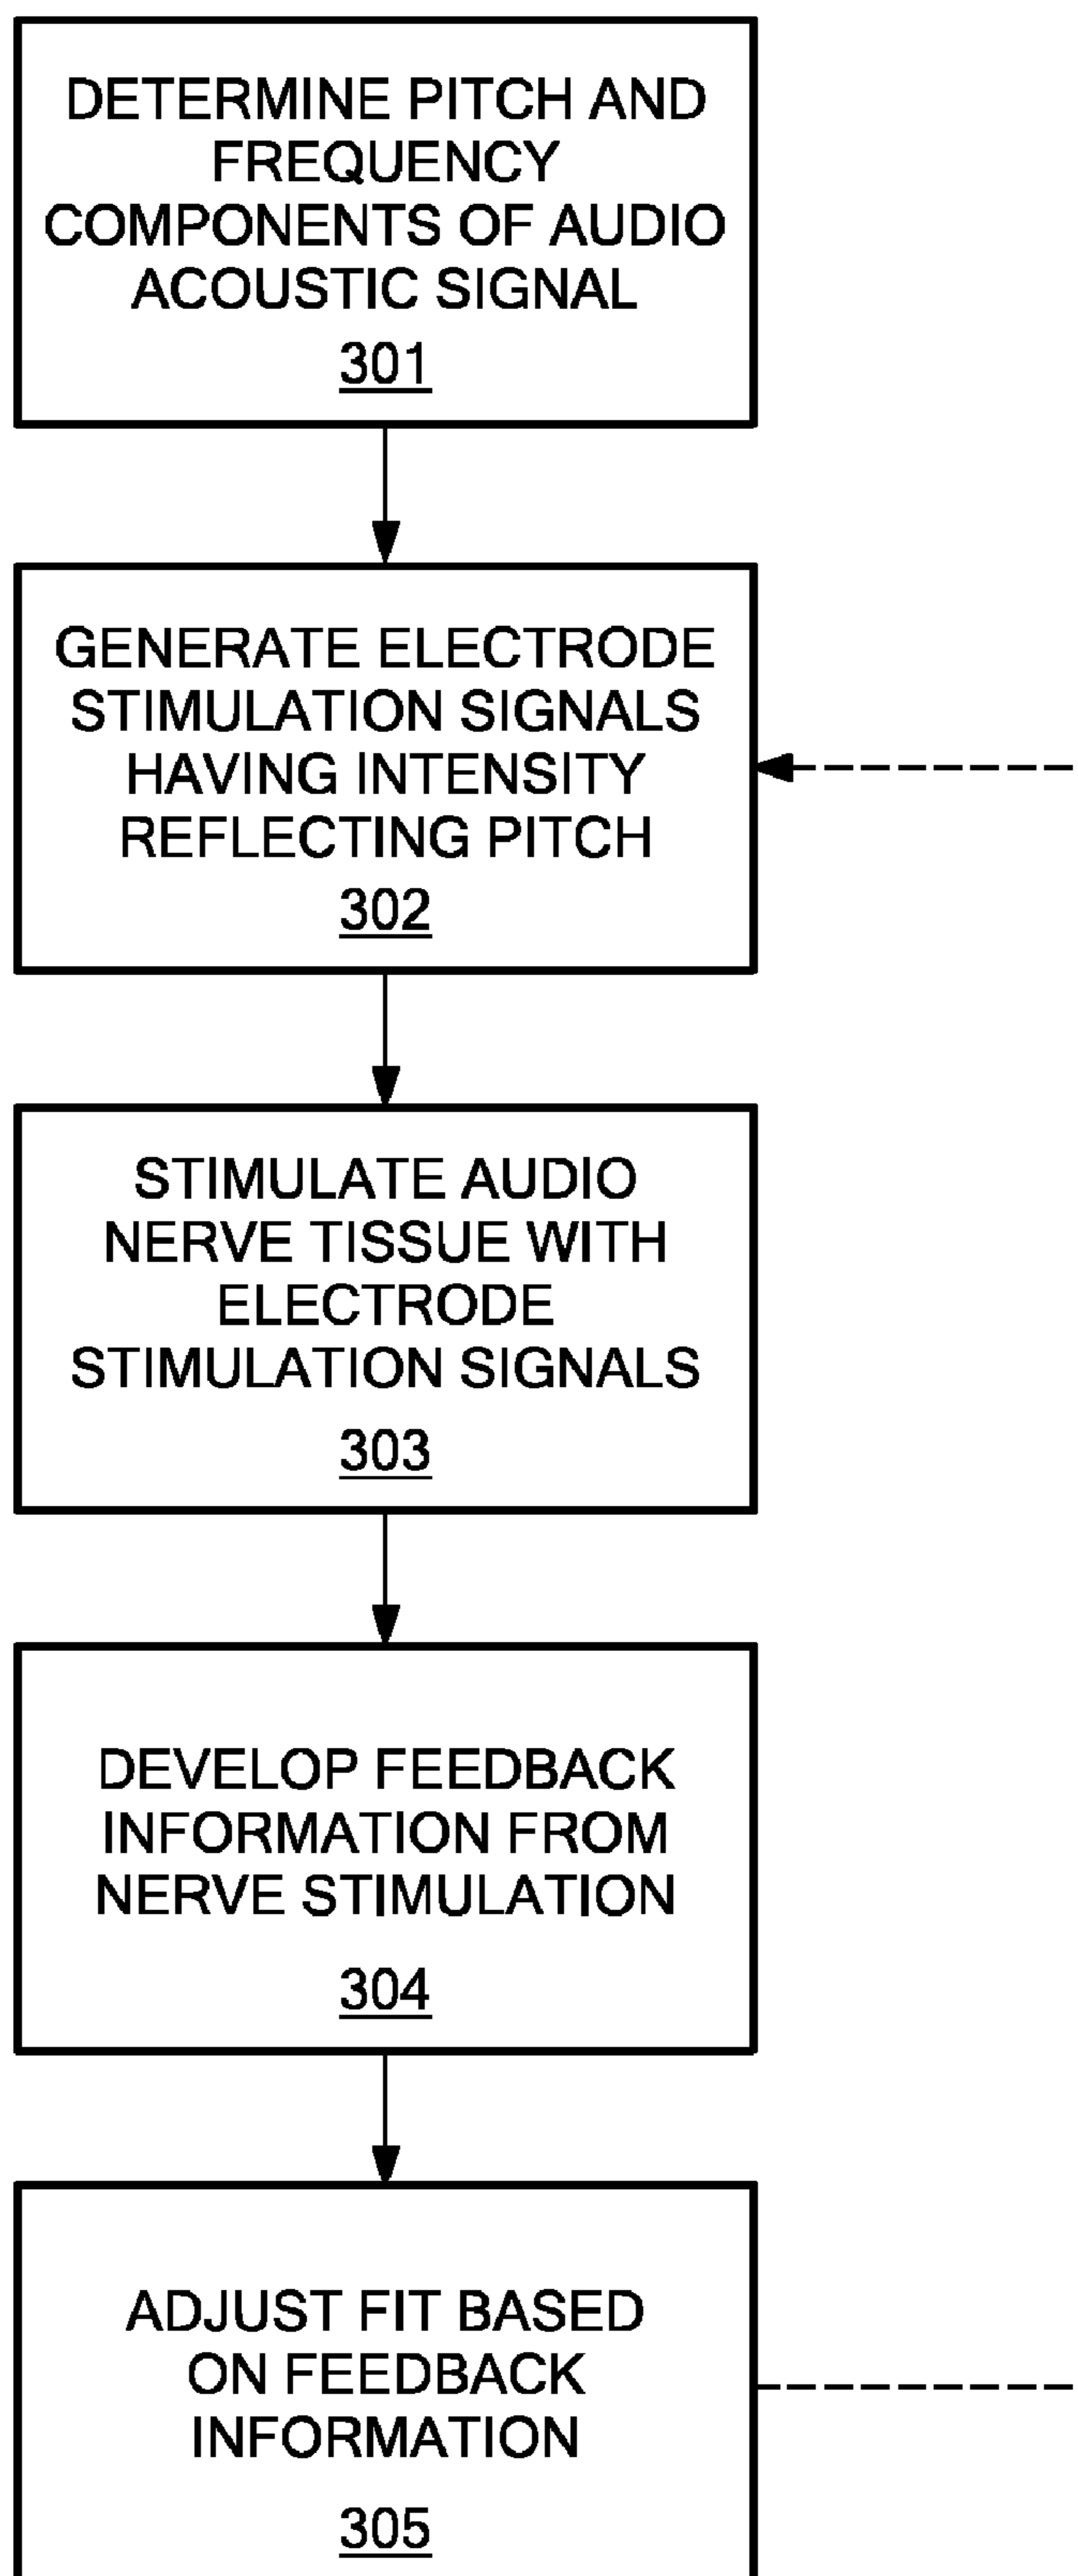 DETERMINE PITCH AND
FREQUENCY
COMPONENTS OF AUDIO
ACOUSTIC SIGNAL
301
GENERATE ELECTRODE
STIMULATION SIGNALS
HAVING INTENSITY
REFLECTING PITCH
302
STIMULATE AUDIO
NERVE TISSUE WITH
ELECTRODE
STIMULATION SIGNALS
303
DEVELOP FEEDBACK
INFORMATION FROM
NERVE STIMULATION
304
ADJUST FIT BASED
ON FEEDBACK
INFORMATION
305